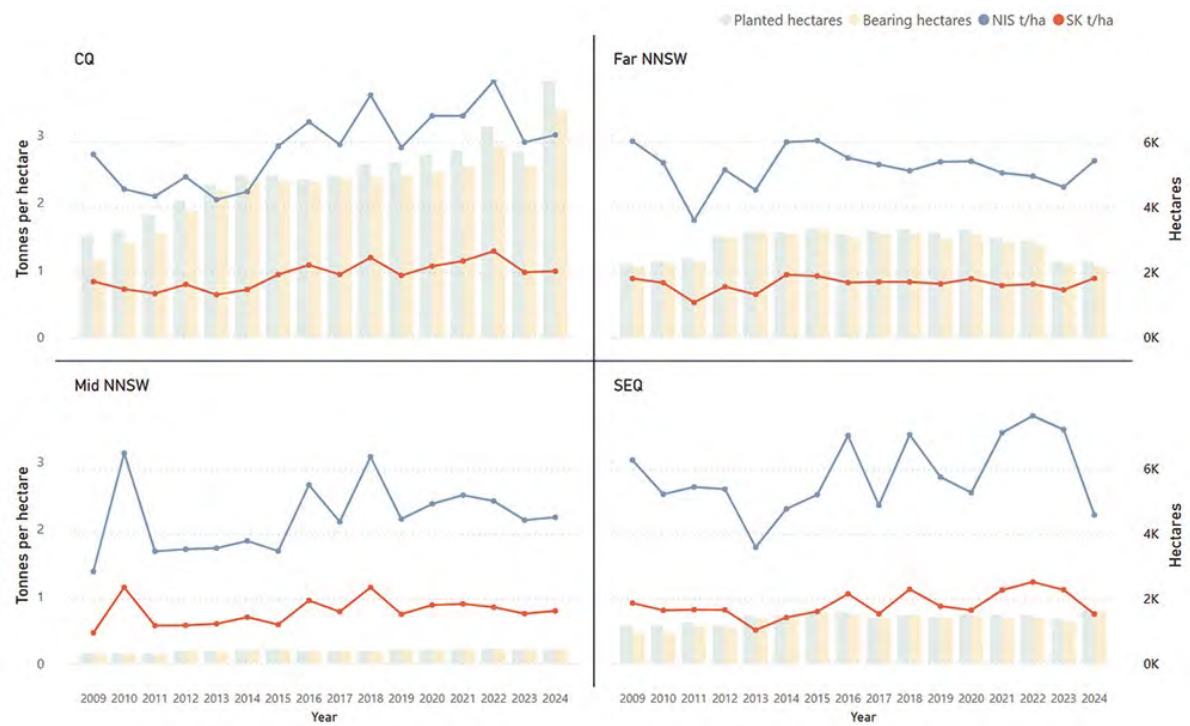 Planted hectares Bearing hectares NIS t/ha SK t/ha
CQ
Far NNSW
Tonnes per hectare
3
2
1
0
6K
4K
2K
0K
Hectares
Mid NNSW
SEQ
Tonnes per hectare
3
2
1
0
6K
4K
2K
0K
Hectares
2009 2010 2011 2012 2013 2014 2015 2016 2017 2018 2019 2020 2021 2022 2023 2024
Year
2009 2010 2011 2012 2013 2014 2015 2016 2017 2018 2019 2020 2021 2022 2023 2024
Year